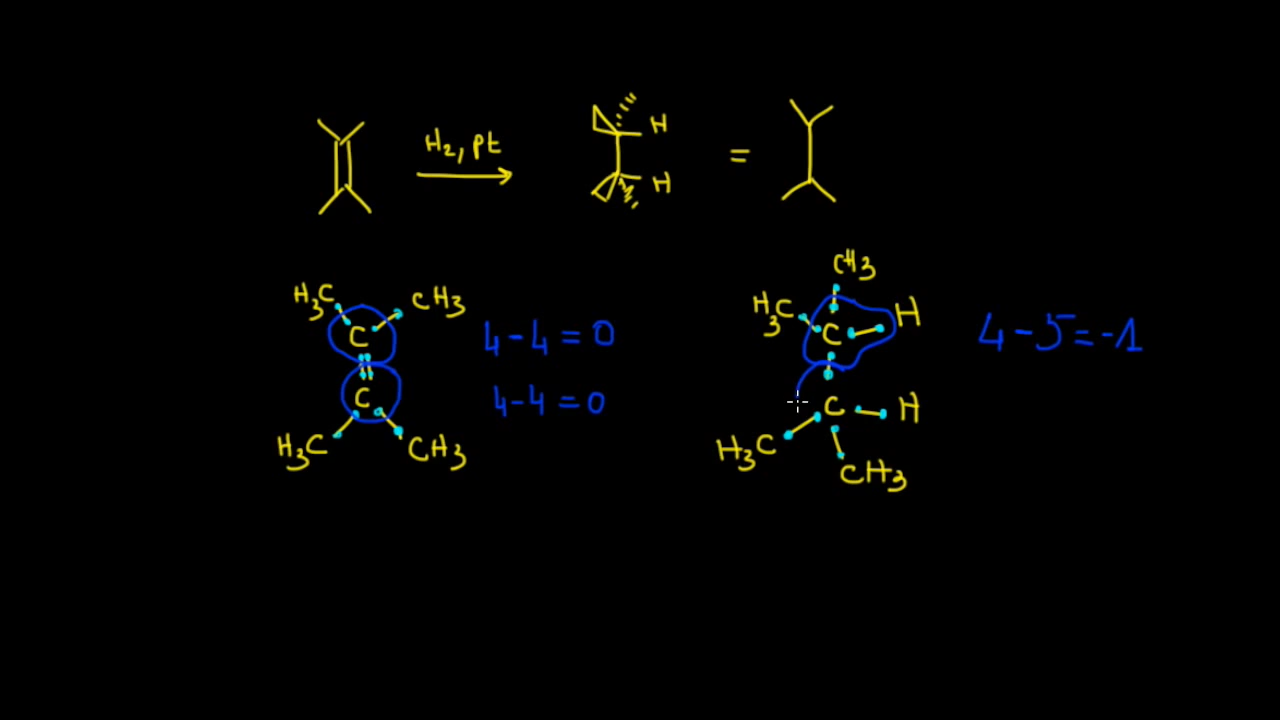 H₂, Pt
H
H
=
H₃C CH₃
C
C
H₃C CH₃
4-4=0
4-4=0
CH₃
H₃C C H
C H
H₃C CH₃
4-5=-1